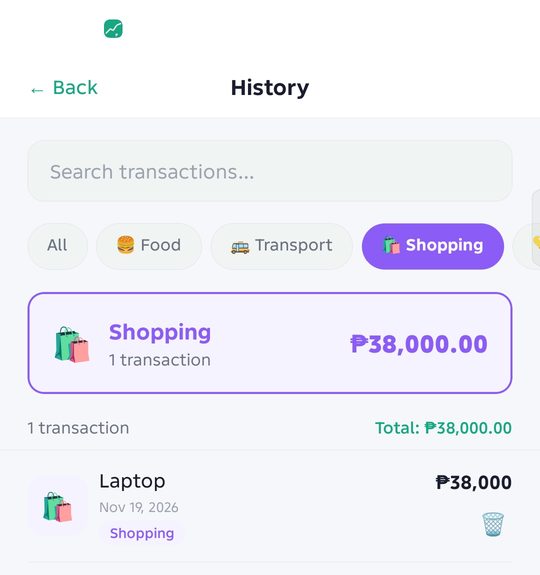 ← Back
History
Search transactions...
All
Food
Transport
Shopping
Shopping
1 transaction
₱38,000.00
1 transaction
Total: ₱38,000.00
Laptop
₱38,000
Nov 19, 2026
Shopping